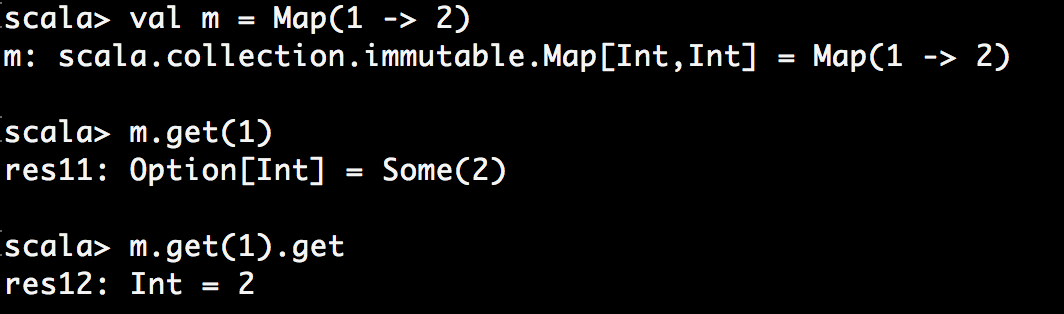 scala> val m = Map(1 -> 2)
m: scala.collection.immutable.Map[Int,Int] = Map(1 -> 2)
scala> m.get(1)
res11: Option[Int] = Some(2)
scala> m.get(1).get
res12: Int = 2